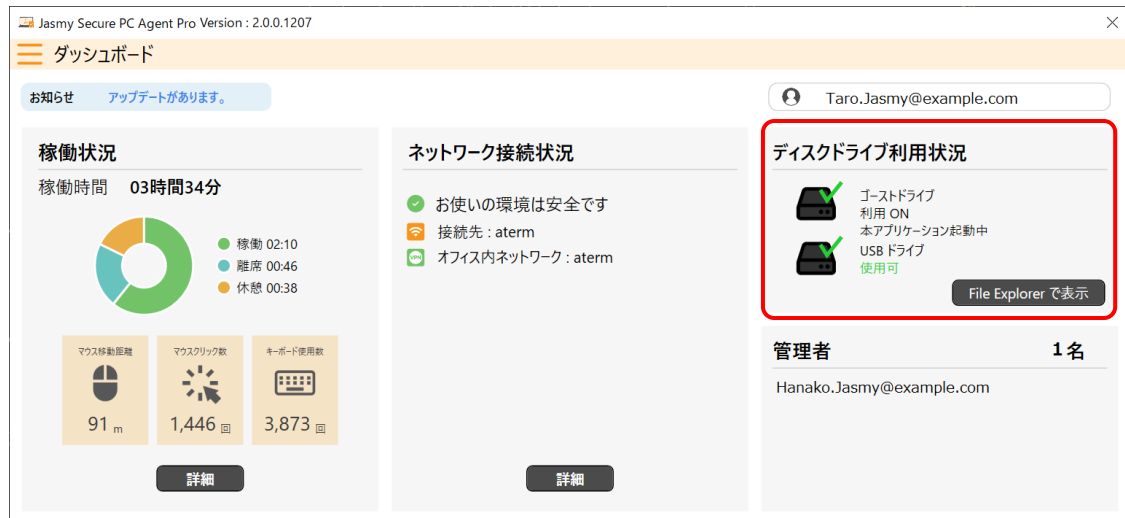 Jasmy Secure PC Agent Pro Version : 2.0.0.1207
ダッシュボード
お知らせ アップデートがあります。
Taro.Jasmy@example.com
稼働状況
稼働時間 03時間34分
稼働 02:10
離席 00:46
休憩 00:38
マウス移動距離
91 m
マウスクリック数
1,446 回
キーボード使用数
3,873 回
詳細
ネットワーク接続状況
お使いの環境は安全です
接続先 : aterm
VPN オフィス内ネットワーク : aterm
詳細
ディスクドライブ利用状況
ゴーストドライブ
利用 ON
本アプリケーション起動中
USB ドライブ
使用可
File Explorer で表示
管理者 1名
Hanako.Jasmy@example.com